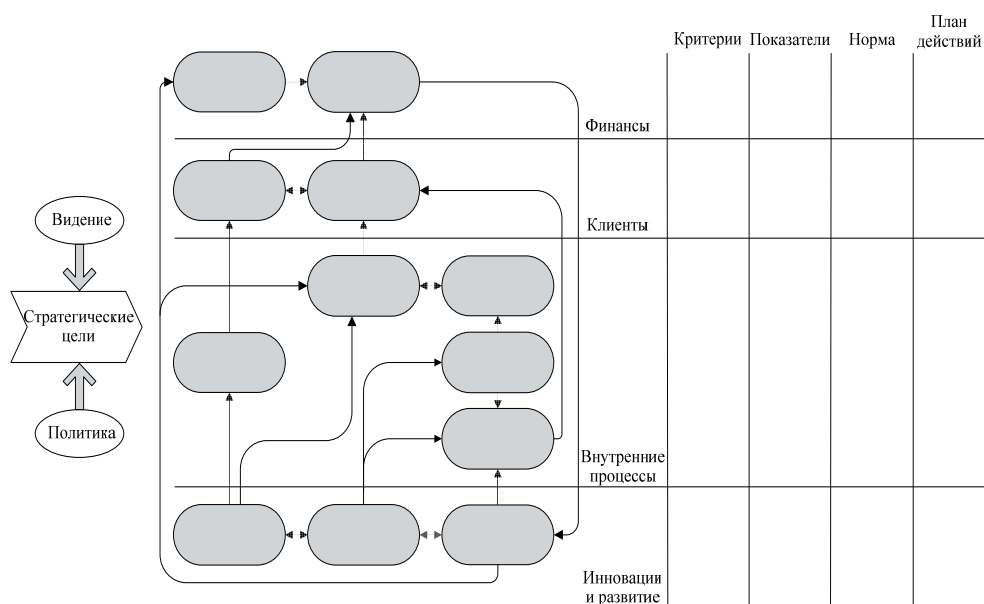 План
Критерии Показатели Норма действий
Финансы
Клиенты
Видение
Стратегические
цели
Политика
Внутренние
процессы
Инновации
и развитие